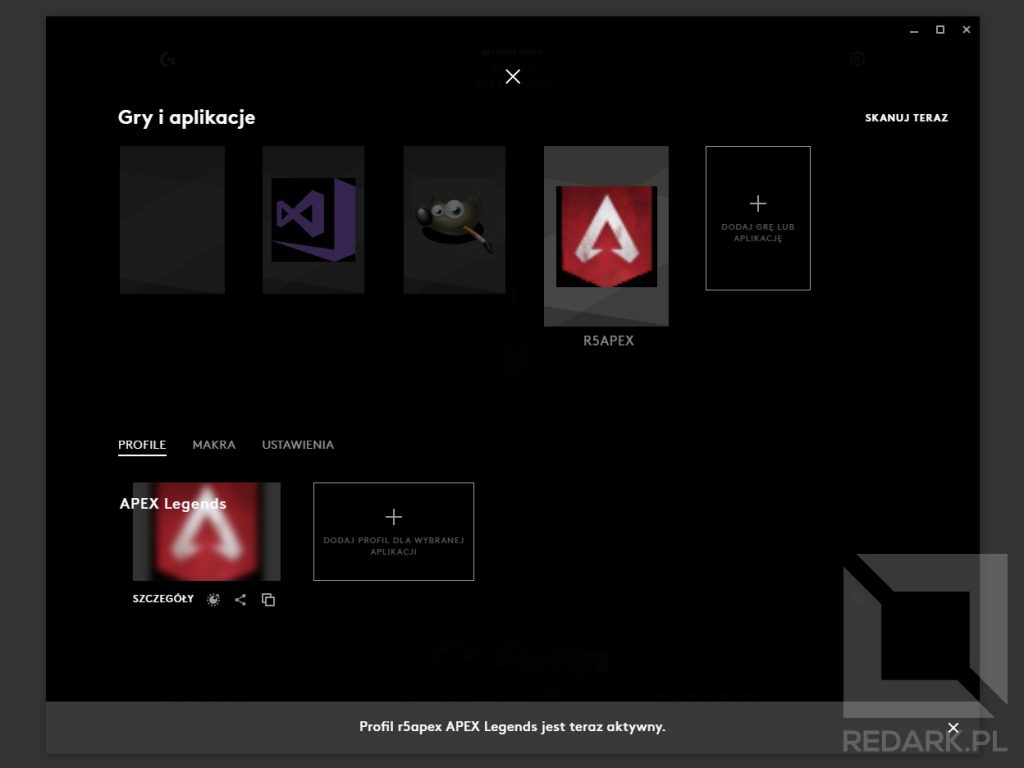 Gry i aplikacje
SKANUJ TERAZ
DODAJ GRĘ LUB
APLIKACJĘ
R5APEX
PROFILE
MAKRA
USTAWIENIA
APEX Legends
DODAJ PROFIL DLA WYBRANEJ
APLIKACJI
SZCZEGÓŁY
Profil r5apex APEX Legends jest teraz aktywny.
REDARK.PL